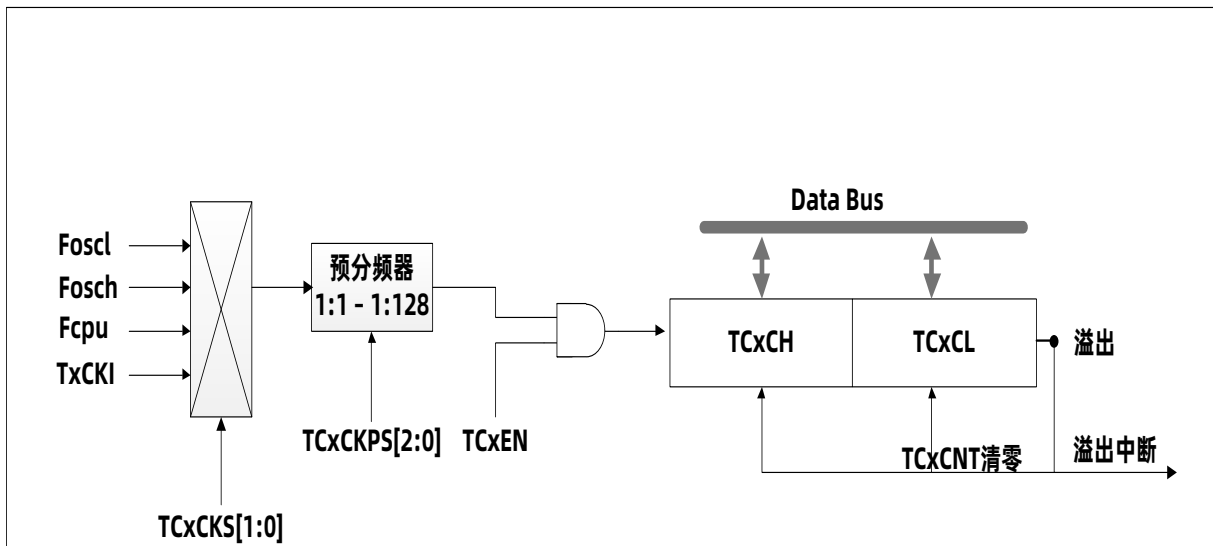 Data Bus
Foscl
Fosch
Fcpu
TxCKI
预分频器
1:1 – 1:128
TCxCH
TCxCL
溢出
TCxCKPS[2:0]
TCxEN
TCxCNT清零
溢出中断
TCxCKS[1:0]